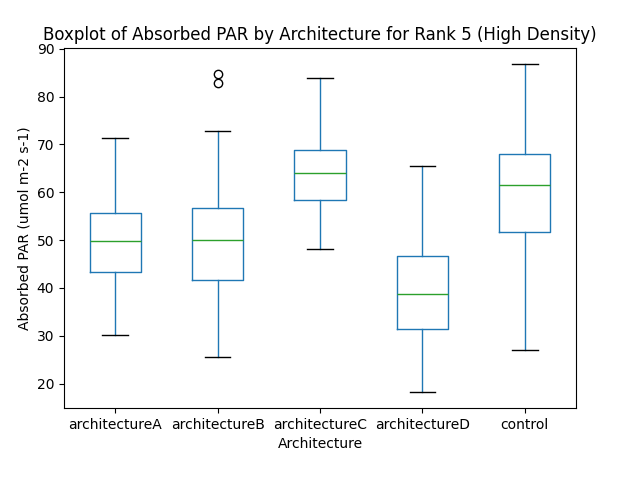 Boxplot of Absorbed PAR by Architecture for Rank 5 (High Density)
Absorbed PAR (umol m-2 s-1)
90
80
70
60
50
40
30
20
architectureA architectureB architectureC architectureD control
Architecture